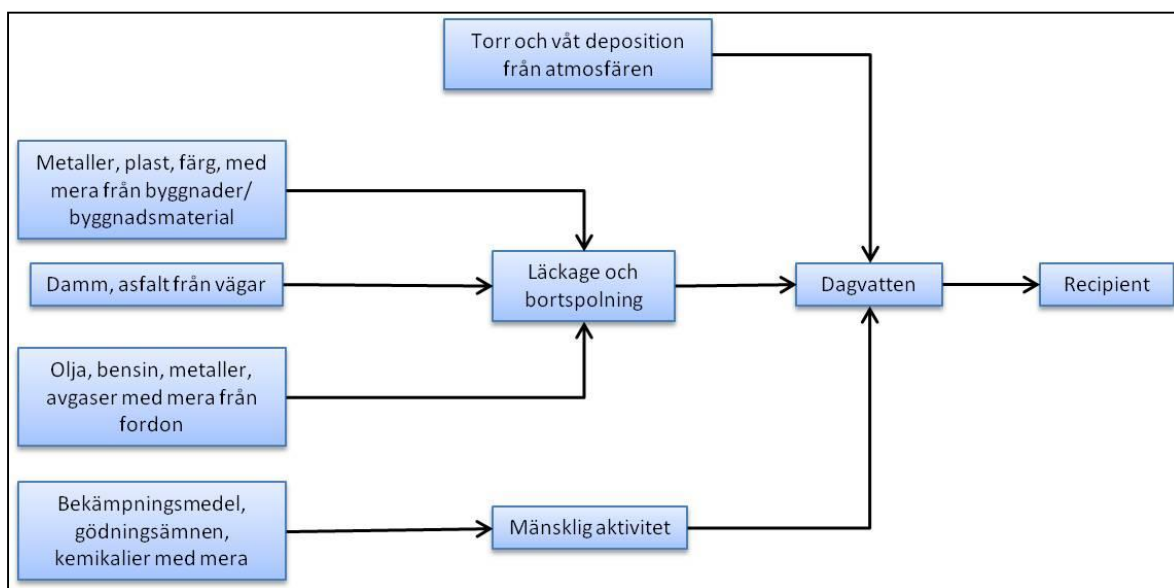 Torr och våt deposition
från atmosfären
Metaller, plast, färg, med
mera från byggnader/
byggnadsmaterial
Damm, asfalt från vägar
Läckage och
bortspolning
Dagvatten
Recipient
Olja, bensin, metaller,
avgaser med mera från
fordon
Bekämpningsmedel,
gödningsämnen,
kemikalier med mera
Mänsklig aktivitet